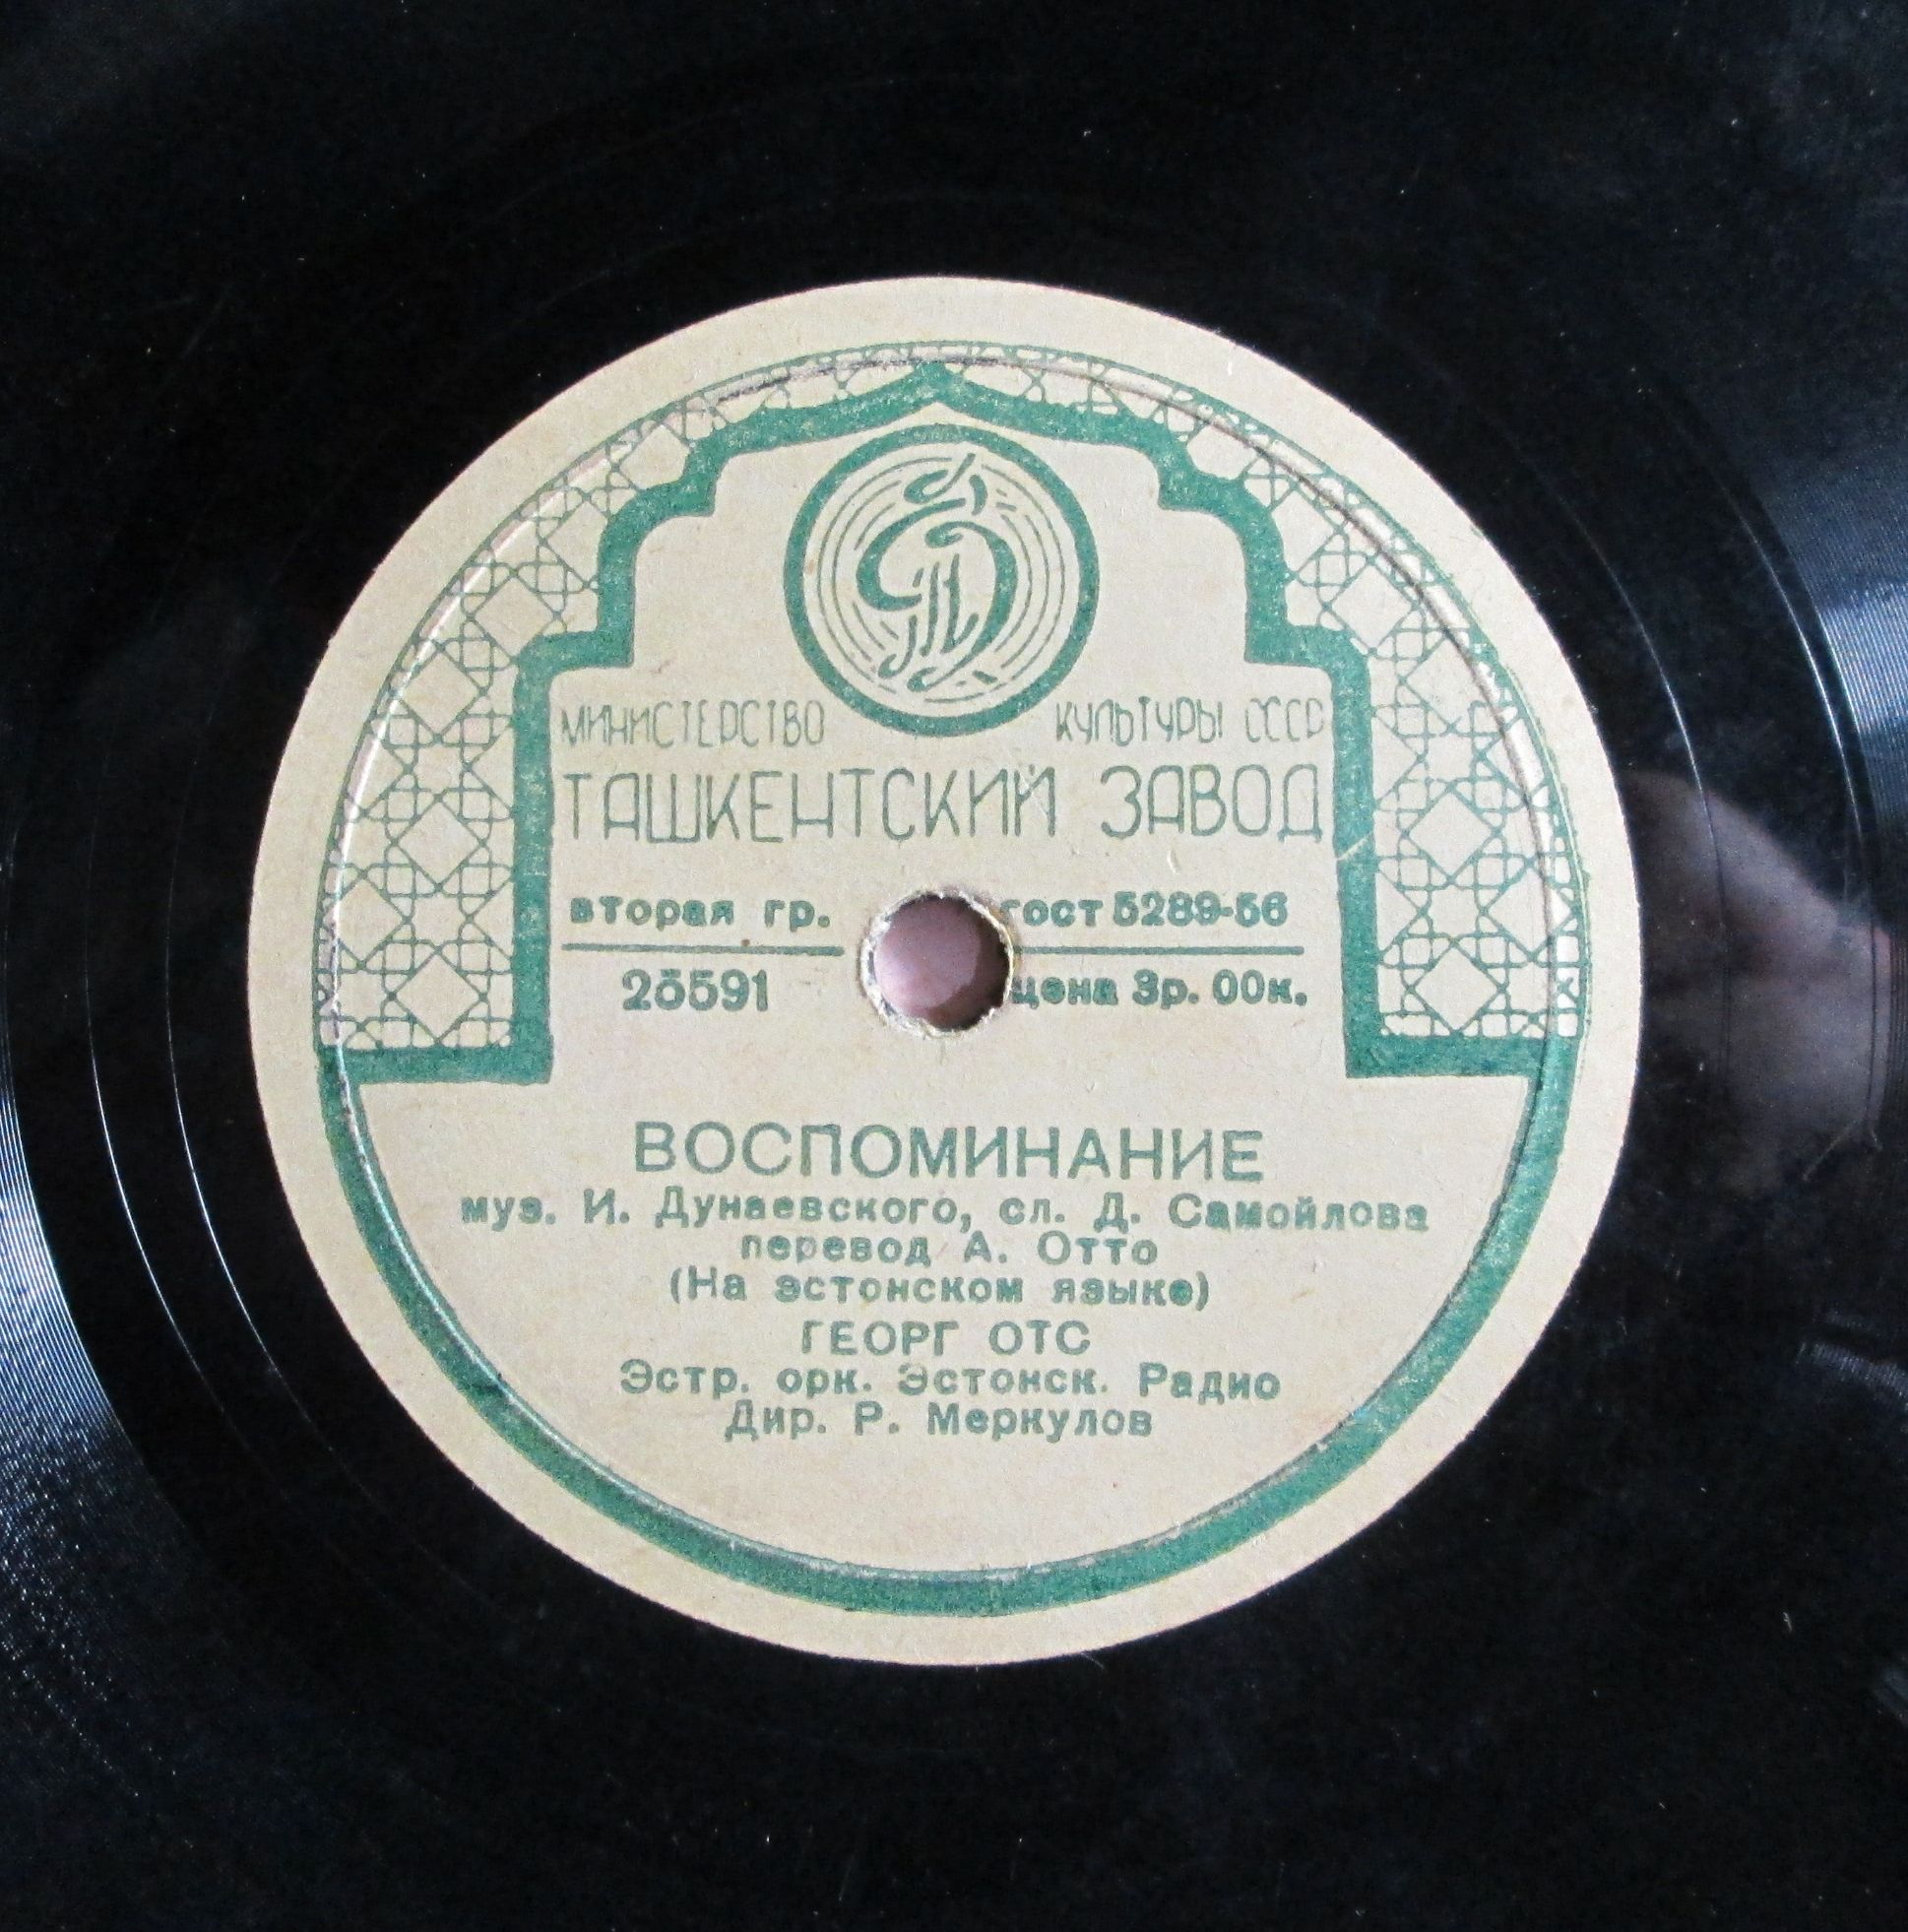 МИНИСТЕРСТВО КУЛЬТУРЫ СССР
ТАШКЕНТСКИЙ ЗАВОД
вторая гр. гост 5289-56
25591 цена 3р. 00к.
ВОСПОМИНАНИЕ
муз. И. Дунаевского, сл. Д. Самойлова
перевод А. Отто
(На эстонском языке)
ГЕОРГ ОТС
Эстр. орк. Эстонск. Радио
Дир. Р. Меркулов